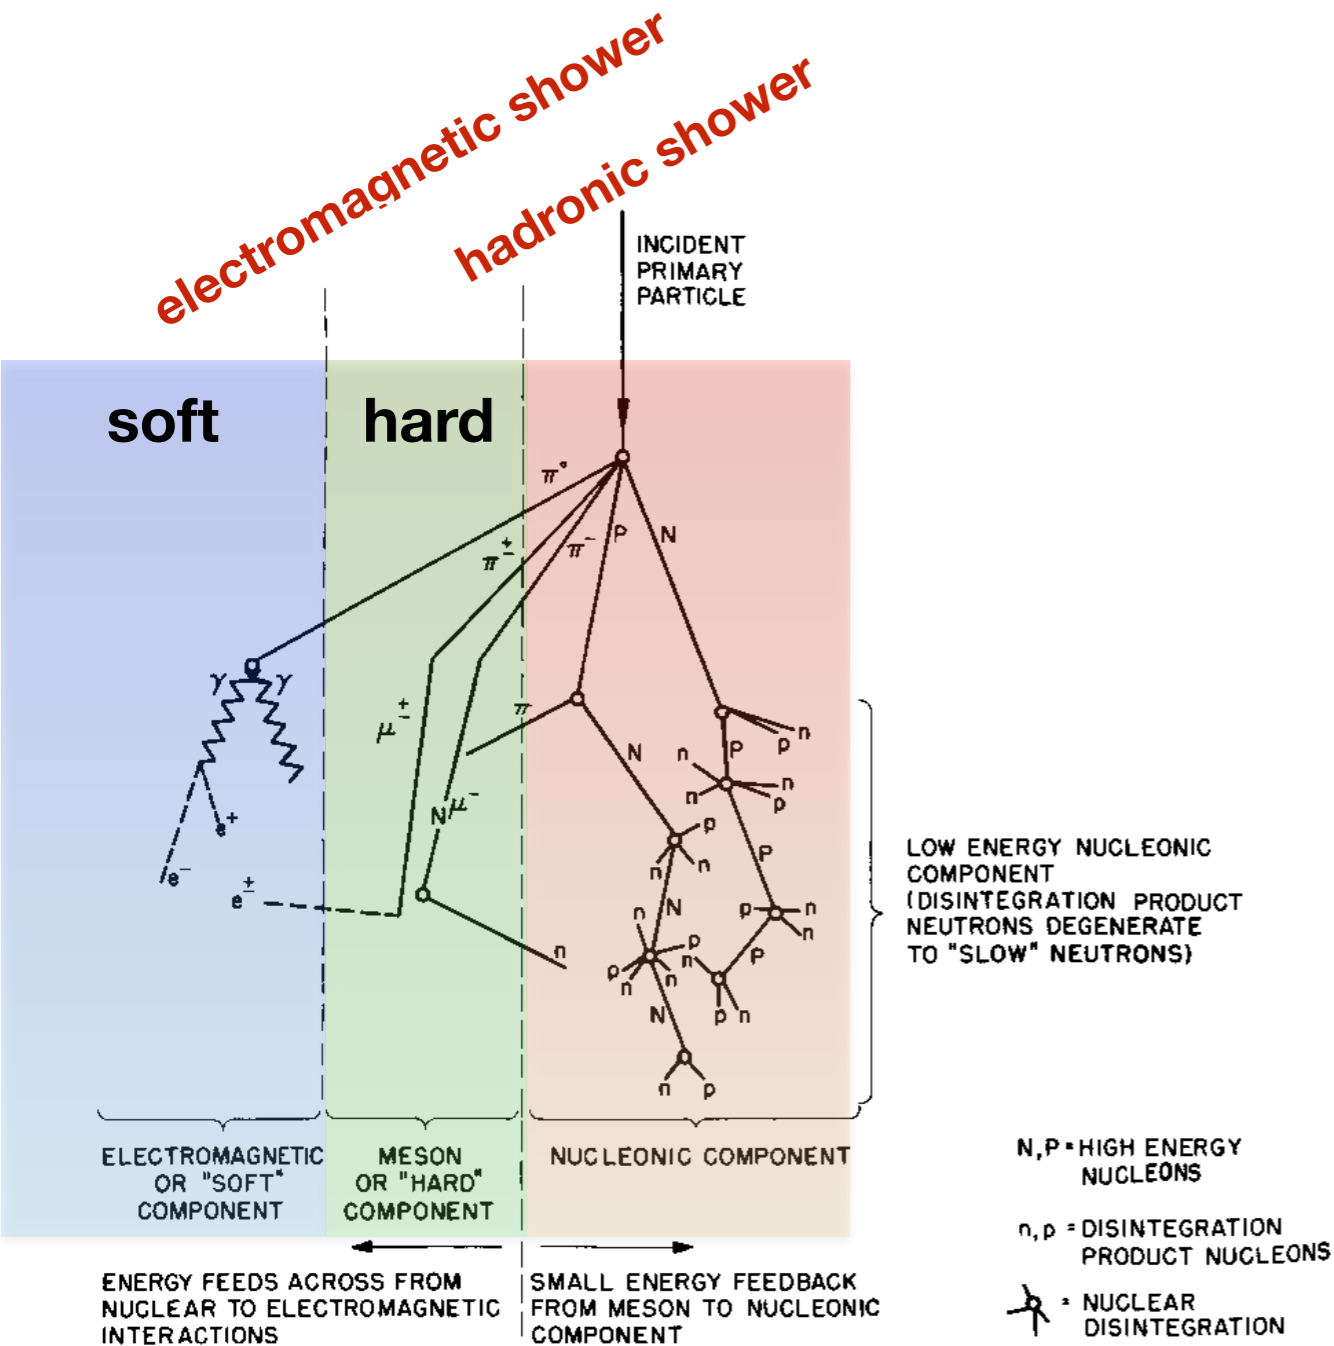 electromagnetic shower
hadronic shower
INCIDENT
PRIMARY
PARTICLE
soft
hard
π°
π±
π-
P
N
γ
γ
μ±
π
N
μ-
N
e+
e-
e±
n
n
p
P
n
n
n
p
p
n
n
P
N
n
p
n
n
p
P
n
p
n
n
n
n
N
p
n
p
n
n
p
LOW ENERGY NUCLEONIC
COMPONENT
(DISINTEGRATION PRODUCT
NEUTRONS DEGENERATE
TO "SLOW" NEUTRONS)
ELECTROMAGNETIC
OR "SOFT"
COMPONENT
MESON
OR "HARD"
COMPONENT
NUCLEONIC COMPONENT
ENERGY FEEDS ACROSS FROM
NUCLEAR TO ELECTROMAGNETIC
INTERACTIONS
SMALL ENERGY FEEDBACK
FROM MESON TO NUCLEONIC
COMPONENT
N,P = HIGH ENERGY
NUCLEONS
n,p = DISINTEGRATION
PRODUCT NUCLEONS
= NUCLEAR
DISINTEGRATION